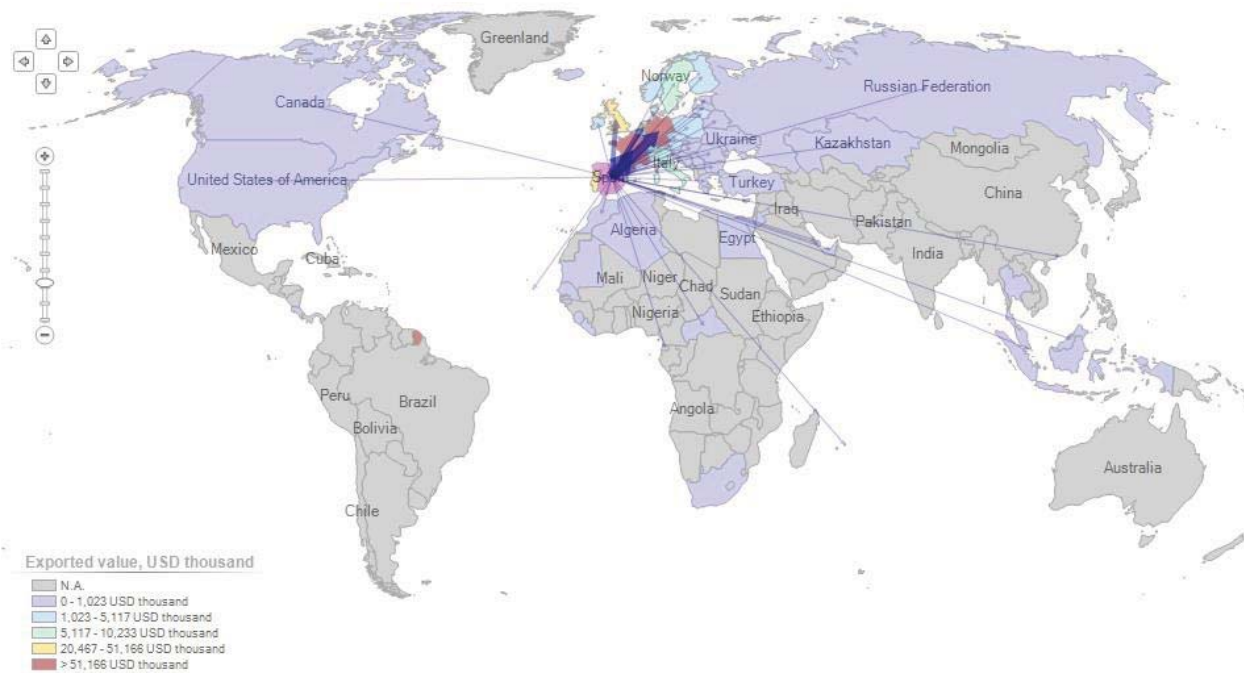 Greenland
Norway
Canada
Russian Federation
Ukraine
Kazakhstan
Mongolia
Italy
United States of America
Turkey
China
Iraq
Pakistan
Algeria
Egypt
India
Mexico
Cuba
Mali
Niger
Chad
Sudan
Nigeria
Ethiopia
Peru
Brazil
Angola
Bolivia
Australia
Chile
Exported value, USD thousand
N.A.
0 - 1,023 USD thousand
1,023 - 5,117 USD thousand
5,117 - 10,233 USD thousand
20,467 - 51,166 USD thousand
> 51,166 USD thousand